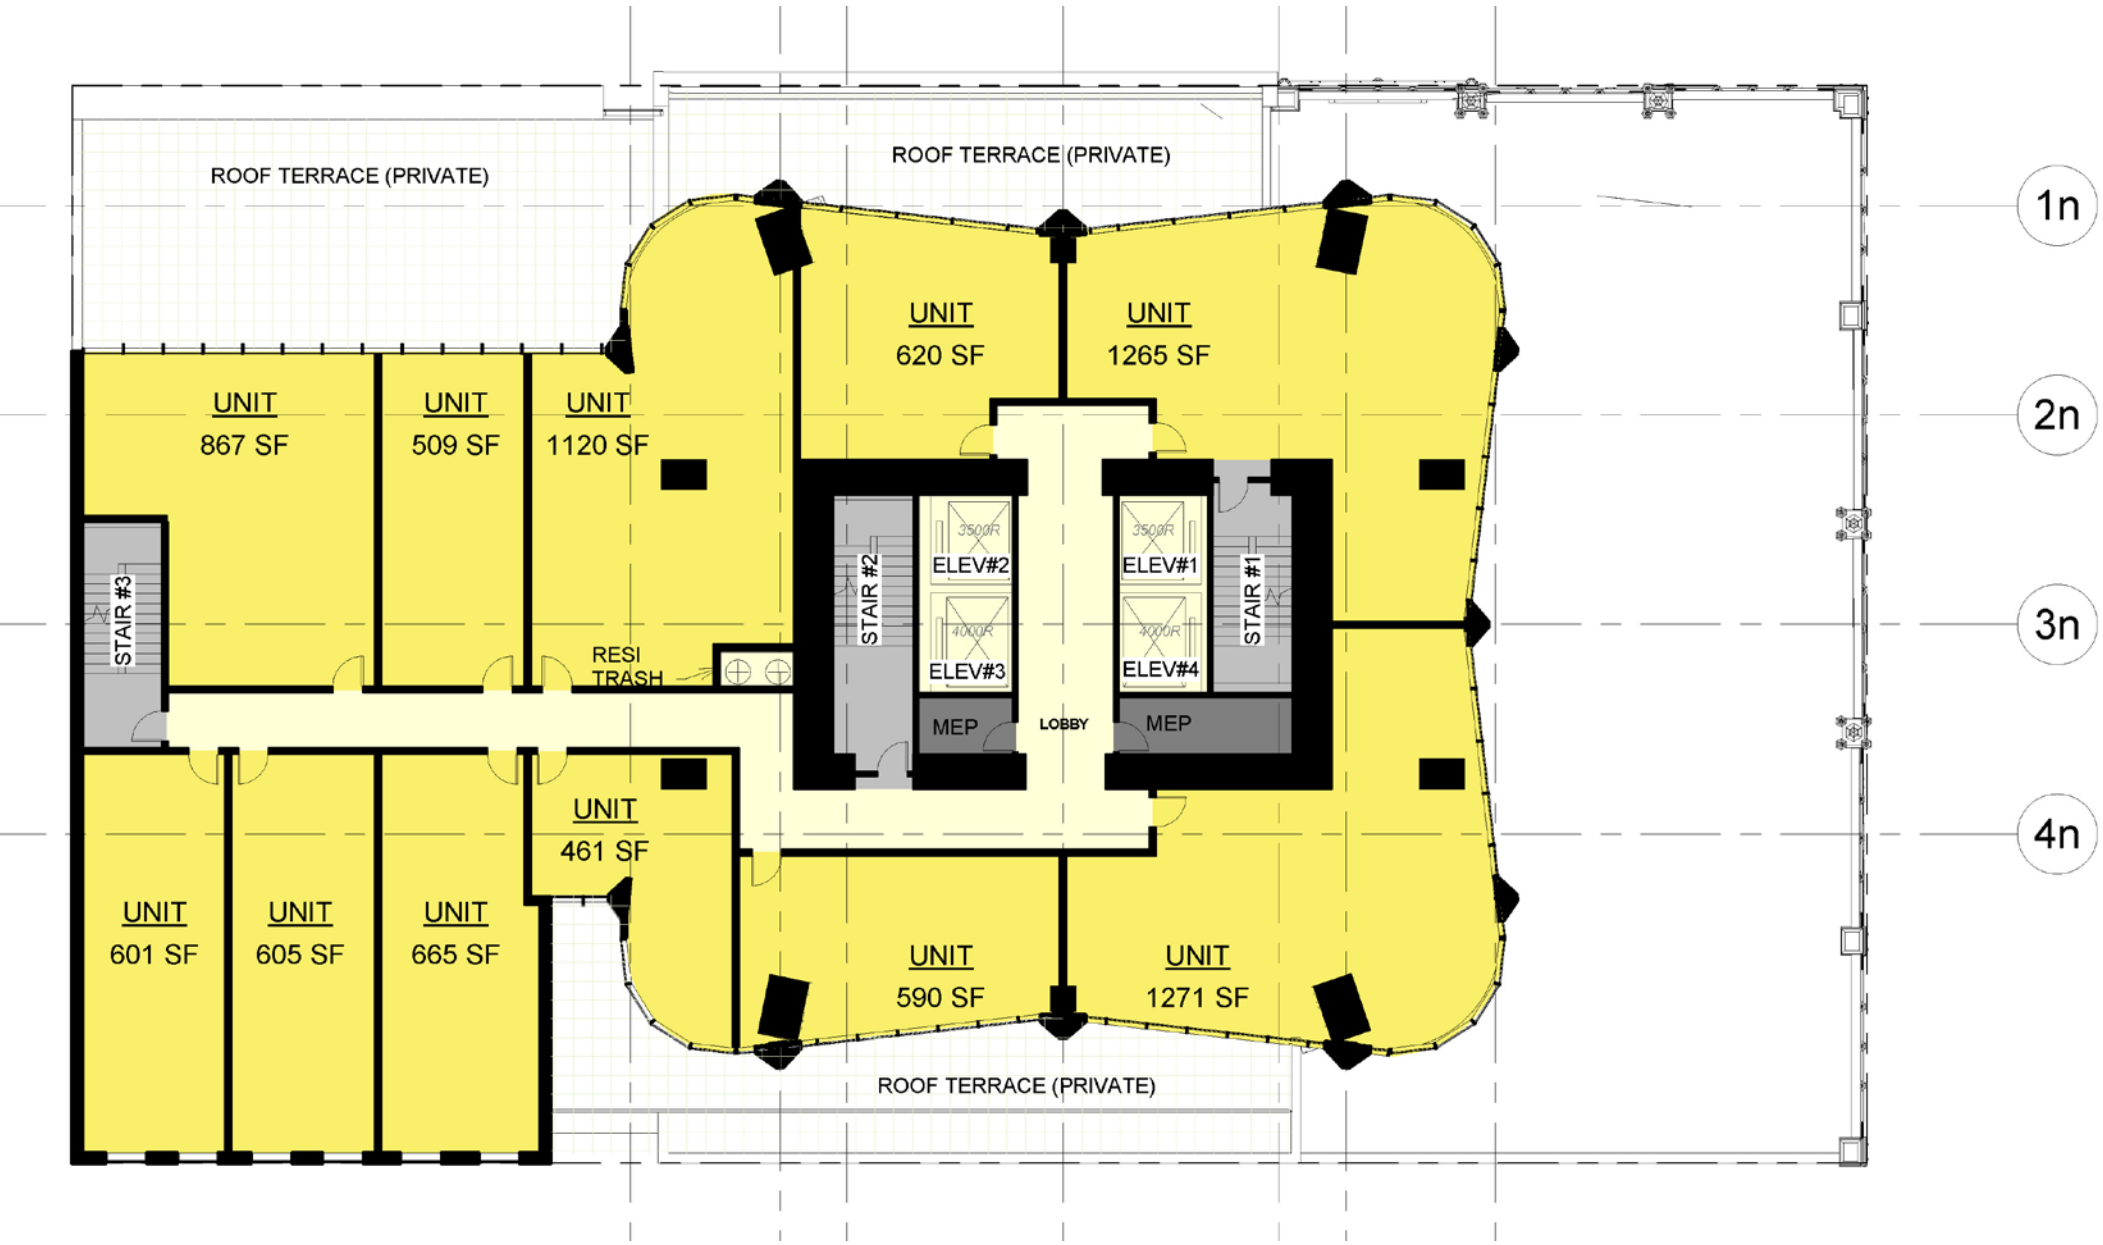 ROOF TERRACE (PRIVATE)
ROOF TERRACE (PRIVATE)
1n
UNIT
620 SF
UNIT
1265 SF
UNIT
867 SF
UNIT
509 SF
UNIT
1120 SF
2n
3500R
ELEV#2
3500R
ELEV#1
STAIR #3
STAIR #2
STAIR #1
4000R
ELEV#3
4000R
ELEV#4
3n
RESI
TRASH
MEP
LOBBY
MEP
UNIT
461 SF
4n
UNIT
601 SF
UNIT
605 SF
UNIT
665 SF
UNIT
590 SF
UNIT
1271 SF
ROOF TERRACE (PRIVATE)